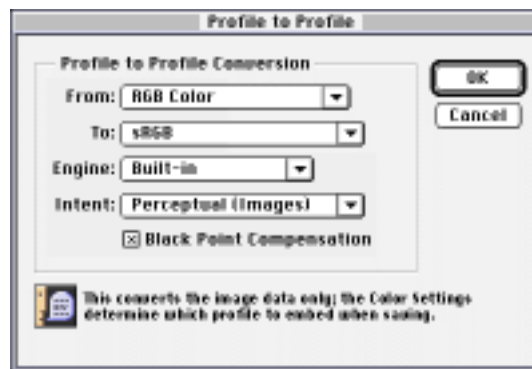 Profile to Profile
Profile to Profile Conversion
From: RGB Color
To: sRGB
Engine: Built-in
Intent: Perceptual (Images)
Black Point Compensation
OK
Cancel
This converts the image data only; the Color Settings
determine which profile to embed when saving.